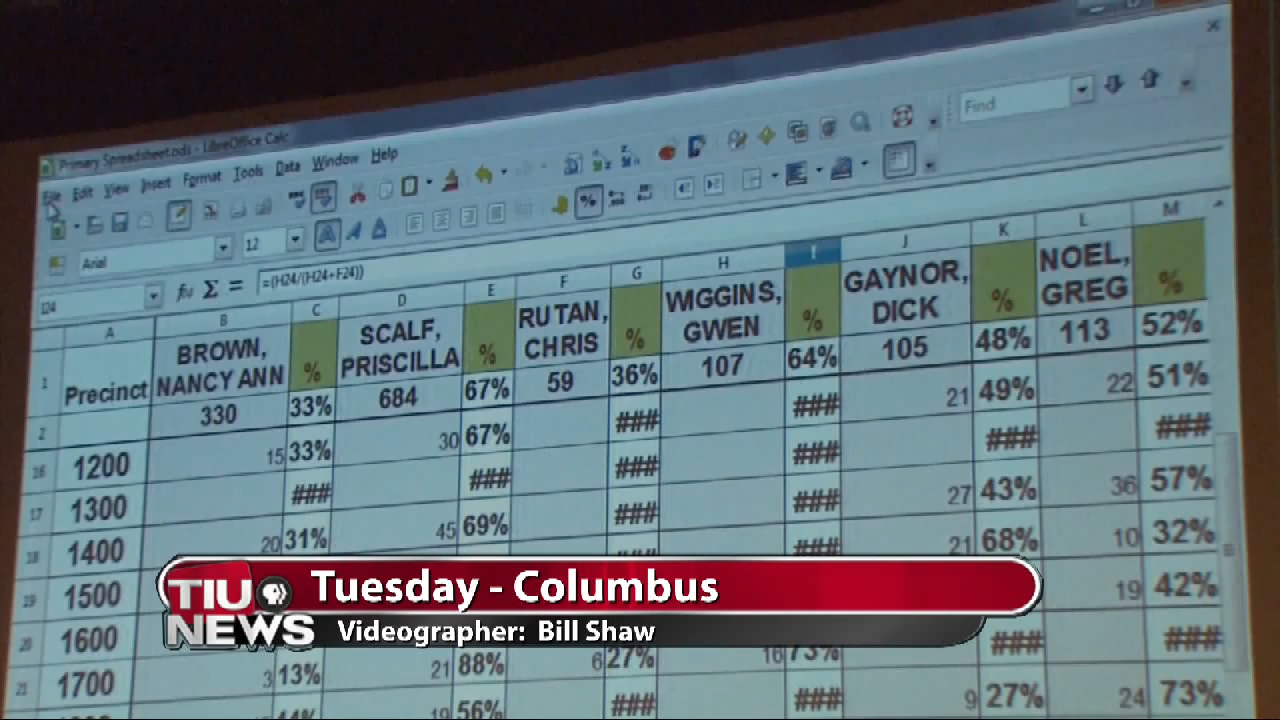 Primary Spreadsheet.ods - LibreOffice Calc
File Edit View Insert Format Tools Data Window Help
Find
Arial 12
I24 =(H24/(H24+F24))
A B C D E F G H I J K L M
1 Precinct BROWN, NANCY ANN % SCALF, PRISCILLA % RUTAN, CHRIS % WIGGINS, GWEN % GAYNOR, DICK % NOEL, GREG %
2 330 33% 684 67% 59 36% 107 64% 105 48% 113 52%
16 1200 15 33% 30 67% ### ### 21 49% 22 51%
17 1300 ### ### ### ### ### ###
18 1400 20 31% 45 69% ### ### 27 43% 36 57%
19 1500 21 68% 10 32%
20 1600 19 42%
21 1700 3 13% 21 88% 6 27% 16 73% ### ###
19 56% ### ### 9 27% 24 73%
TIU NEWS PBS
Tuesday - Columbus
Videographer: Bill Shaw